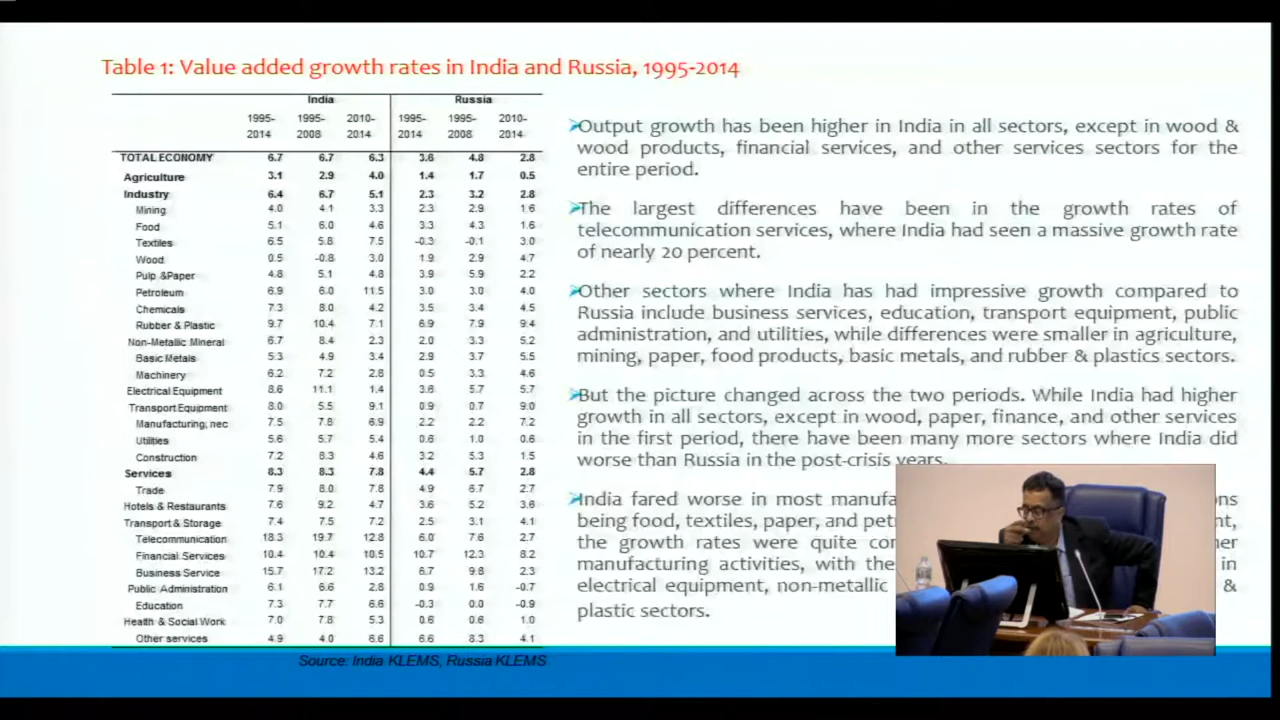 Table 1: Value added growth rates in India and Russia, 1995-2014
India Russia
1995-2014 1995-2008 2010-2014 1995-2014 1995-2008 2010-2014
TOTAL ECONOMY 6.7 6.7 6.3 3.6 4.8 2.8
Agriculture 3.1 2.9 4.0 1.4 1.7 0.5
Industry 6.4 6.7 5.1 2.3 3.2 2.8
Mining 4.0 4.1 3.3 2.3 2.9 1.6
Food 5.1 6.0 4.6 3.3 4.3 1.6
Textiles 6.5 5.8 7.5 -0.3 -0.1 3.0
Wood 0.5 -0.8 3.0 1.9 2.9 4.7
Pulp &Paper 4.8 5.1 4.8 3.9 5.9 2.2
Petroleum 6.9 6.0 11.5 3.0 3.0 4.0
Chemicals 7.3 8.0 4.2 3.5 3.4 4.5
Rubber & Plastic 9.7 10.4 7.1 6.9 7.9 9.4
Non-Metallic Mineral 6.7 8.4 2.3 2.0 3.3 5.2
Basic Metals 5.3 4.9 3.4 2.9 3.7 5.5
Machinery 6.2 7.2 2.8 0.5 3.3 4.6
Electrical Equipment 8.6 11.1 1.4 3.6 5.7 5.7
Transport Equipment 8.0 5.5 9.1 0.9 0.7 9.0
Manufacturing, nec 7.5 7.8 6.9 2.2 2.2 7.2
Utilities 5.6 5.7 5.4 0.6 1.0 0.6
Construction 7.2 8.3 4.6 3.2 5.3 1.5
Services 8.3 8.3 7.8 4.4 5.7 2.8
Trade 7.9 8.0 7.8 4.9 6.7 2.7
Hotels & Restaurants 7.6 9.2 4.7 3.6 5.2 3.6
Transport & Storage 7.4 7.5 7.2 2.5 3.1 4.1
Telecommunication 18.3 19.7 12.8 6.0 7.6 2.7
Financial Services 10.4 10.4 10.5 10.7 12.3 8.2
Business Service 15.7 17.2 13.2 6.7 9.8 2.3
Public Administration 6.1 6.6 2.8 0.9 1.6 -0.7
Education 7.3 7.7 6.6 -0.3 0.0 -0.9
Health & Social Work 7.0 7.8 5.3 0.6 0.6 1.0
Other services 4.9 4.0 6.6 6.6 8.3 4.1
Source: India KLEMS, Russia KLEMS
Output growth has been higher in India in all sectors, except in wood &
wood products, financial services, and other services sectors for the
entire period.
The largest differences have been in the growth rates of
telecommunication services, where India had seen a massive growth rate
of nearly 20 percent.
Other sectors where India has had impressive growth compared to
Russia include business services, education, transport equipment, public
administration, and utilities, while differences were smaller in agriculture,
mining, paper, food products, basic metals, and rubber & plastics sectors.
But the picture changed across the two periods. While India had higher
growth in all sectors, except in wood, paper, finance, and other services
in the first period, there have been many more sectors where India did
worse than Russia in the post-crisis years.
India fared worse in most
being food, textiles, paper, and
the growth rates were quite
manufacturing activities, with the in
electrical equipment, non-metallic &
plastic sectors.